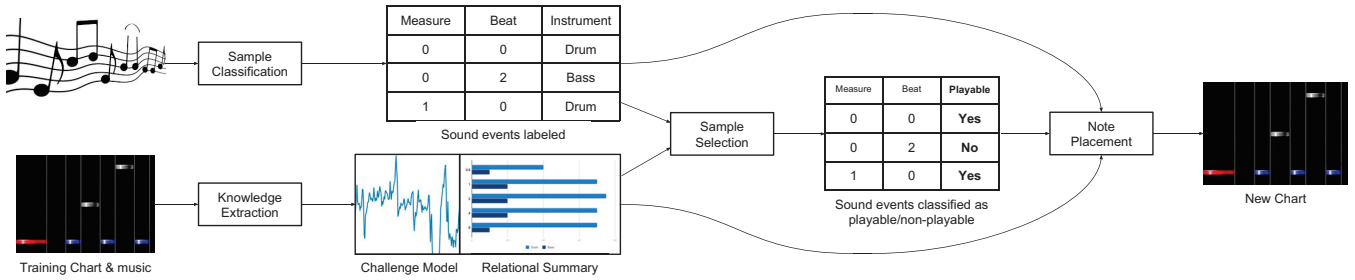 Sample
Classification
Measure Beat Instrument
0 0 Drum
0 2 Bass
1 0 Drum
Sound events labeled
Training Chart & music
Knowledge
Extraction
Challenge Model
Relational Summary
Sample
Selection
Measure Beat Playable
0 0 Yes
0 2 No
1 0 Yes
Sound events classified as
playable/non-playable
Note
Placement
New Chart